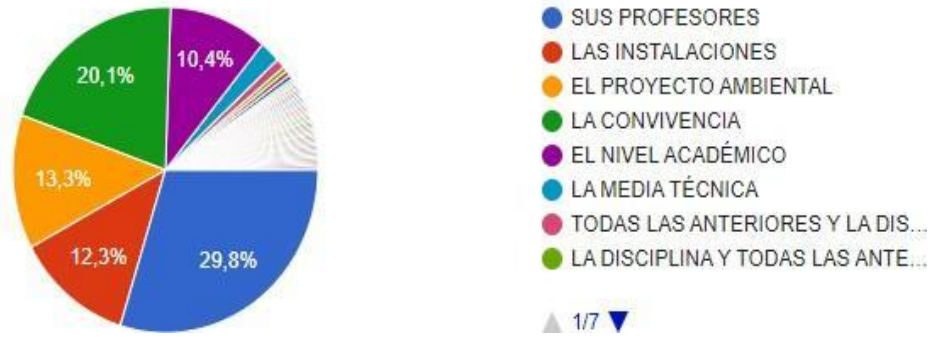 20,1%
10,4%
13,3%
12,3%
29,8%
SUS PROFESORES
LAS INSTALACIONES
EL PROYECTO AMBIENTAL
LA CONVIVENCIA
EL NIVEL ACADÉMICO
LA MEDIA TÉCNICA
TODAS LAS ANTERIORES Y LA DIS...
LA DISCIPLINA Y TODAS LAS ANTE...
1/7